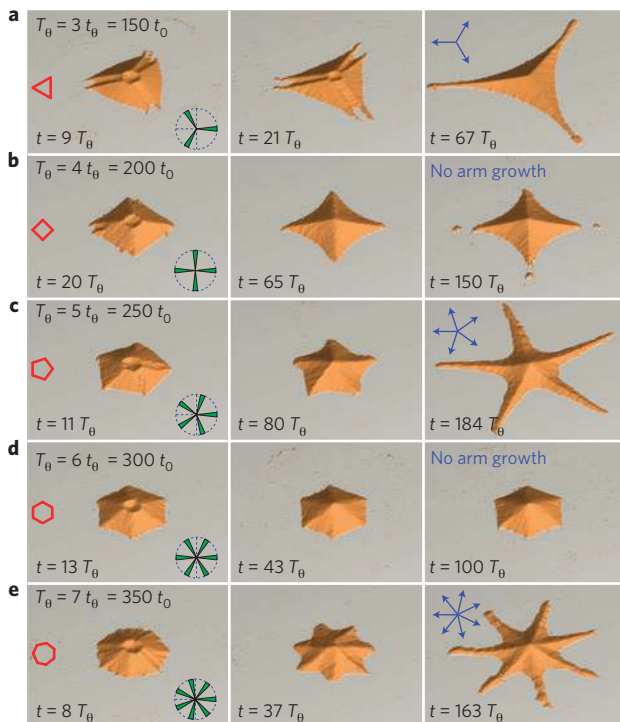 a
T_θ = 3 t_θ = 150 t_0
t = 9 T_θ
t = 21 T_θ
t = 67 T_θ
b
T_θ = 4 t_θ = 200 t_0
No arm growth
t = 20 T_θ
t = 65 T_θ
t = 150 T_θ
c
T_θ = 5 t_θ = 250 t_0
t = 11 T_θ
t = 80 T_θ
t = 184 T_θ
d
T_θ = 6 t_θ = 300 t_0
No arm growth
t = 13 T_θ
t = 43 T_θ
t = 100 T_θ
e
T_θ = 7 t_θ = 350 t_0
t = 8 T_θ
t = 37 T_θ
t = 163 T_θ